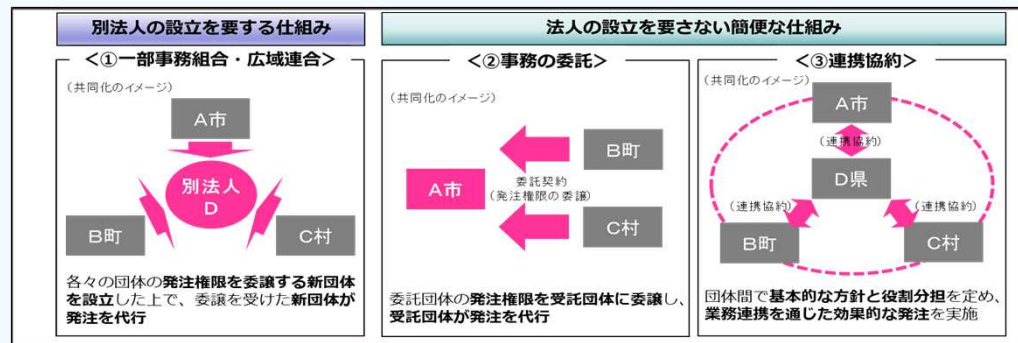 別法人の設立を要する仕組み
法人の設立を要さない簡便な仕組み
<①一部事務組合・広域連合>
(共同化のイメージ)
A市
別法人
D
B町
C村
各々の団体の発注権限を委譲する新団体
を設立した上で、委譲を受けた新団体が
発注を代行
<②事務の委託>
(共同化のイメージ)
B町
A市
委託契約
(発注権限の委譲)
C村
委託団体の発注権限を受託団体に委譲し、
受託団体が発注を代行
<③連携協約>
(共同化のイメージ)
A市
(連携協約)
D県
(連携協約)
(連携協約)
B町
C村
団体間で基本的な方針と役割分担を定め、
業務連携を通じた効果的な発注を実施